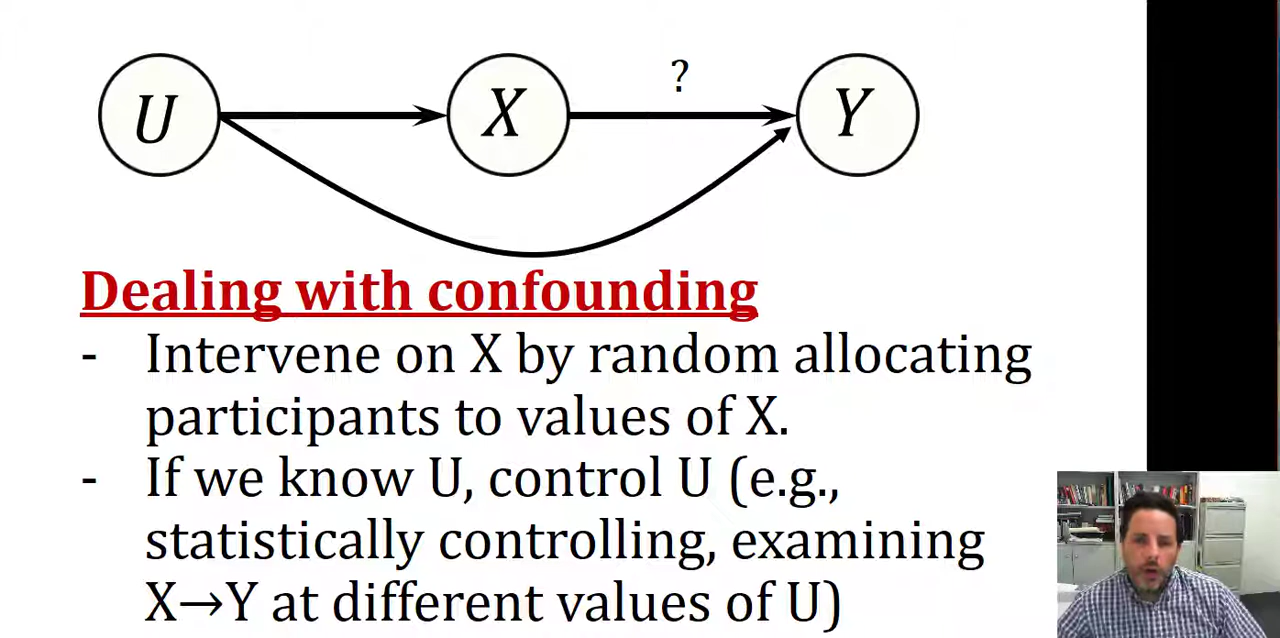 U
X
?
Y
Dealing with confounding
- Intervene on X by random allocating
participants to values of X.
- If we know U, control U (e.g.,
statistically controlling, examining
X→Y at different values of U)